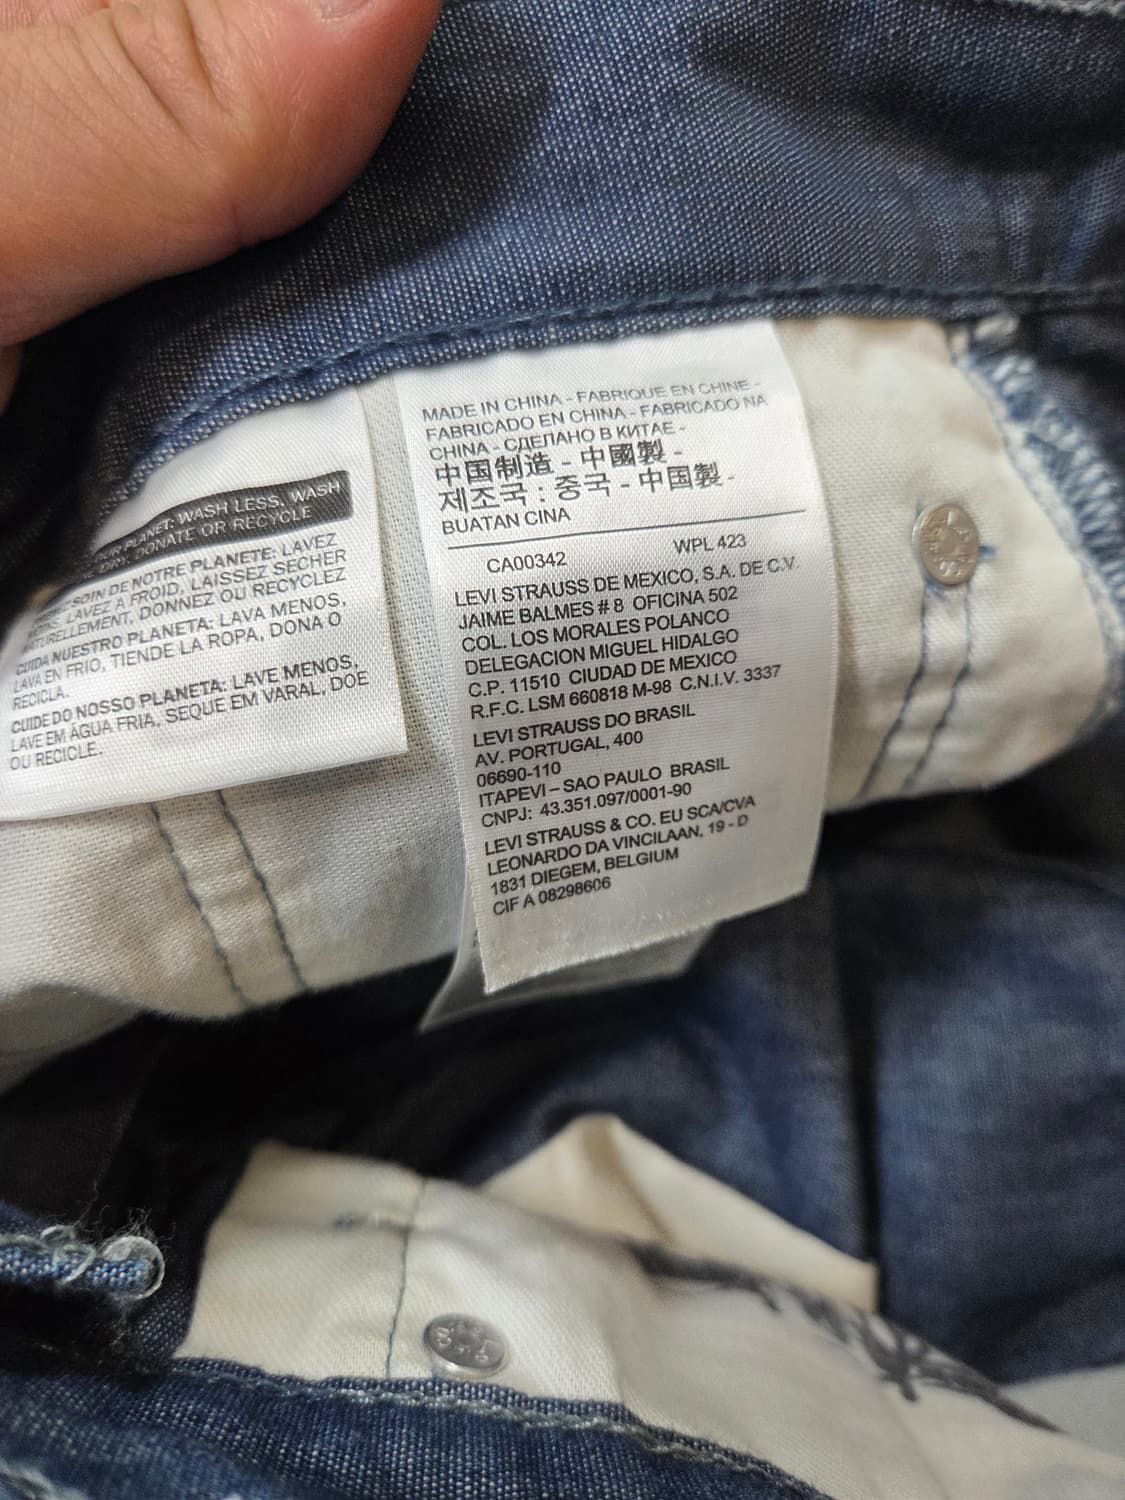 OUR PLANET: WASH LESS, WASH
DRY, DONATE OR RECYCLE
SOIN DE NOTRE PLANETE: LAVEZ
LAVEZ A FROID, LAISSEZ SECHER
NATURELLEMENT, DONNEZ OU RECYCLEZ
CUIDA NUESTRO PLANETA: LAVA MENOS,
LAVA EN FRIO, TIENDE LA ROPA, DONA O
RECICLA.
CUIDE DO NOSSO PLANETA: LAVE MENOS,
LAVE EM ÁGUA FRIA, SEQUE EM VARAL, DOE
OU RECICLE.
MADE IN CHINA - FABRIQUE EN CHINE -
FABRICADO EN CHINA - FABRICADO NA
CHINA - СДЕЛАНО В КИТАЕ -
中国制造 - 中國製 -
제조국 : 중국 - 中国製 -
BUATAN CINA
CA00342 WPL 423
LEVI STRAUSS DE MEXICO, S.A. DE C.V.
JAIME BALMES # 8 OFICINA 502
COL. LOS MORALES POLANCO
DELEGACION MIGUEL HIDALGO
C.P. 11510 CIUDAD DE MEXICO
R.F.C. LSM 660818 M-98 C.N.I.V. 3337
LEVI STRAUSS DO BRASIL
AV. PORTUGAL, 400
06690-110
ITAPEVI – SAO PAULO BRASIL
CNPJ: 43.351.097/0001-90
LEVI STRAUSS & CO. EU SCA/CVA
LEONARDO DA VINCILAAN, 19 - D
1831 DIEGEM, BELGIUM
CIF A 08298606